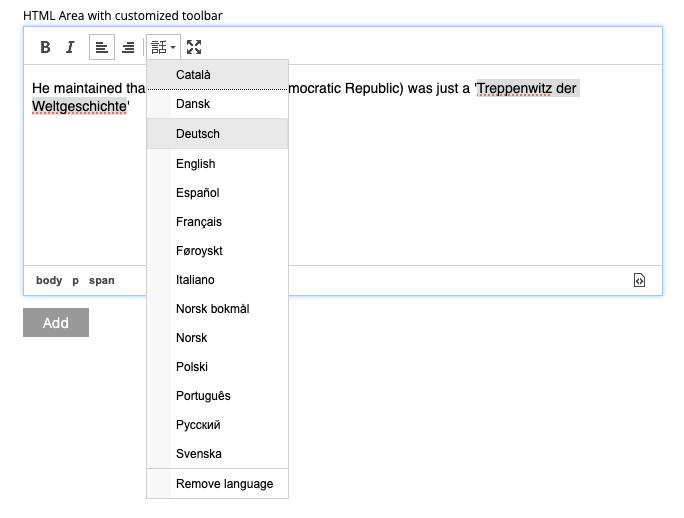 HTML Area with customized toolbar
B I 話
He maintained tha mocratic Republic) was just a 'Treppenwitz der
Weltgeschichte'
Català
Dansk
Deutsch
English
Español
Français
Føroyskt
Italiano
Norsk bokmål
Norsk
Polski
Português
Русский
Svenska
Remove language
body p span
Add